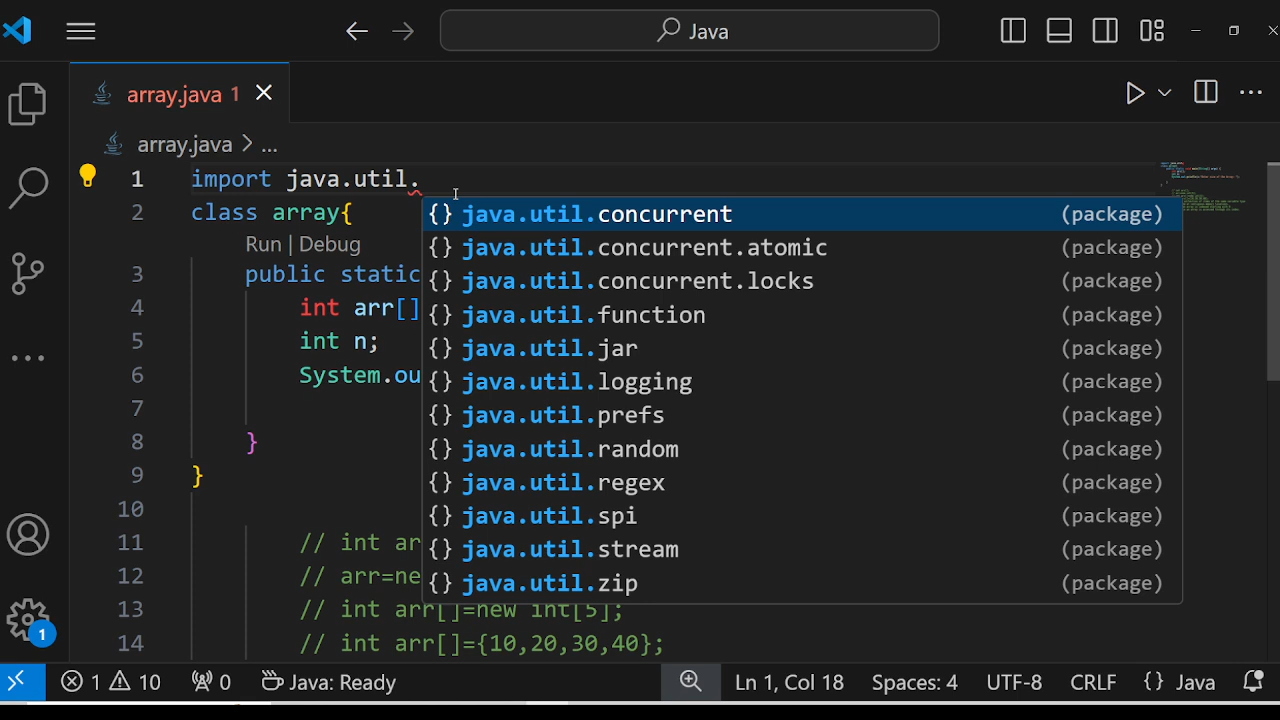 Java
array.java 1
array.java > ...
1 import java.util.
2 class array{
Run | Debug
3 public static
4 int arr[]
5 int n;
6 System.ou
7
8 }
9 }
10
11 // int ar
12 // arr=ne
13 // int arr[]=new int[5];
14 // int arr[]={10,20,30,40};
{} java.util.concurrent (package)
{} java.util.concurrent.atomic (package)
{} java.util.concurrent.locks (package)
{} java.util.function (package)
{} java.util.jar (package)
{} java.util.logging (package)
{} java.util.prefs (package)
{} java.util.random (package)
{} java.util.regex (package)
{} java.util.spi (package)
{} java.util.stream (package)
{} java.util.zip (package)
1
1 10 0 Java: Ready Ln 1, Col 18 Spaces: 4 UTF-8 CRLF {} Java